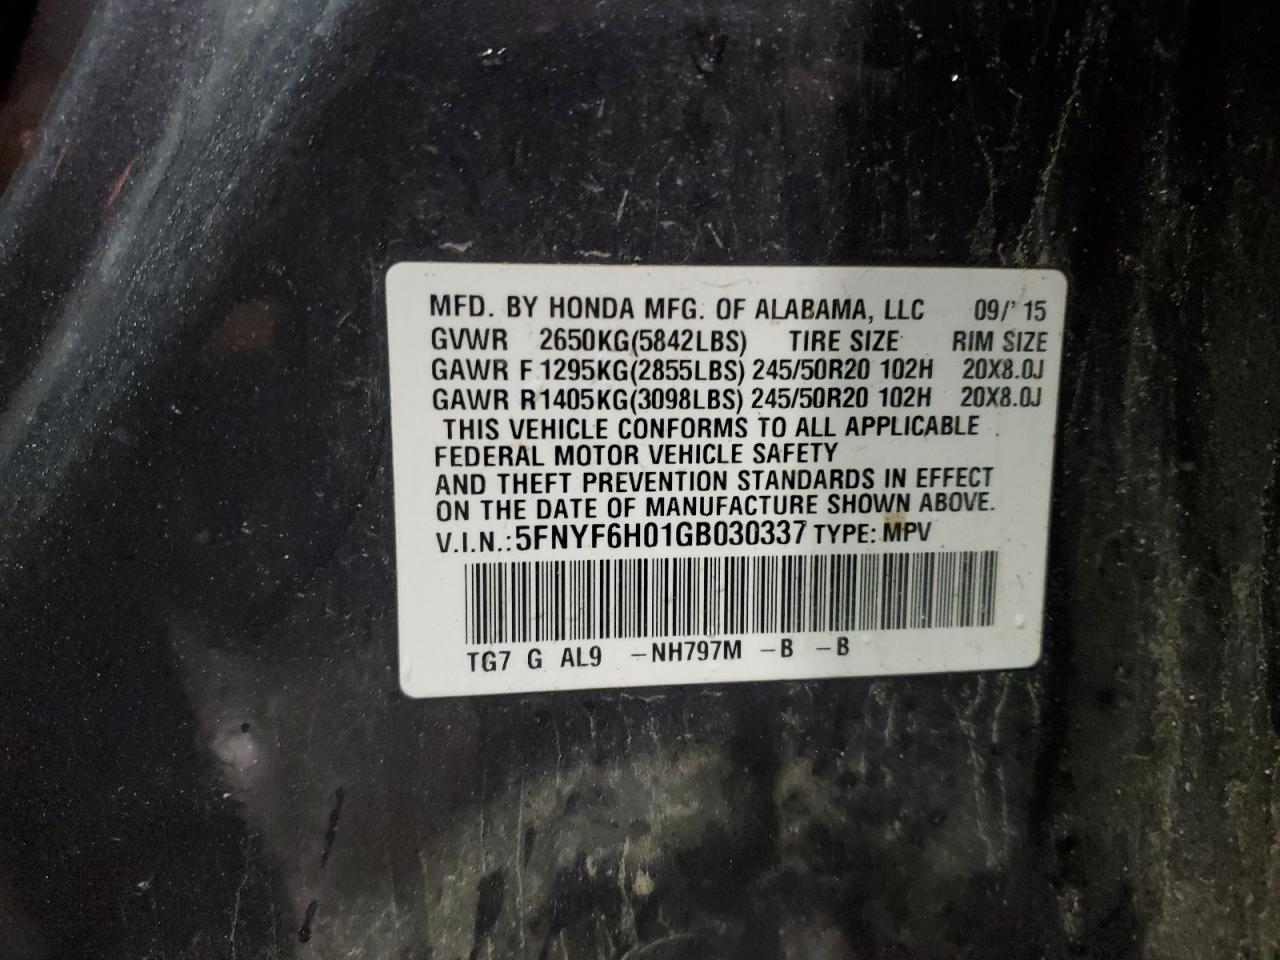 MFD. BY HONDA MFG. OF ALABAMA, LLC 09/'15
GVWR 2650KG(5842LBS) TIRE SIZE RIM SIZE
GAWR F 1295KG(2855LBS) 245/50R20 102H 20X8.0J
GAWR R1405KG(3098LBS) 245/50R20 102H 20X8.0J
THIS VEHICLE CONFORMS TO ALL APPLICABLE
FEDERAL MOTOR VEHICLE SAFETY
AND THEFT PREVENTION STANDARDS IN EFFECT
ON THE DATE OF MANUFACTURE SHOWN ABOVE.
V.I.N.: 5FNYF6H01GB030337 TYPE: MPV
TG7 G AL9 -NH797M -B -B